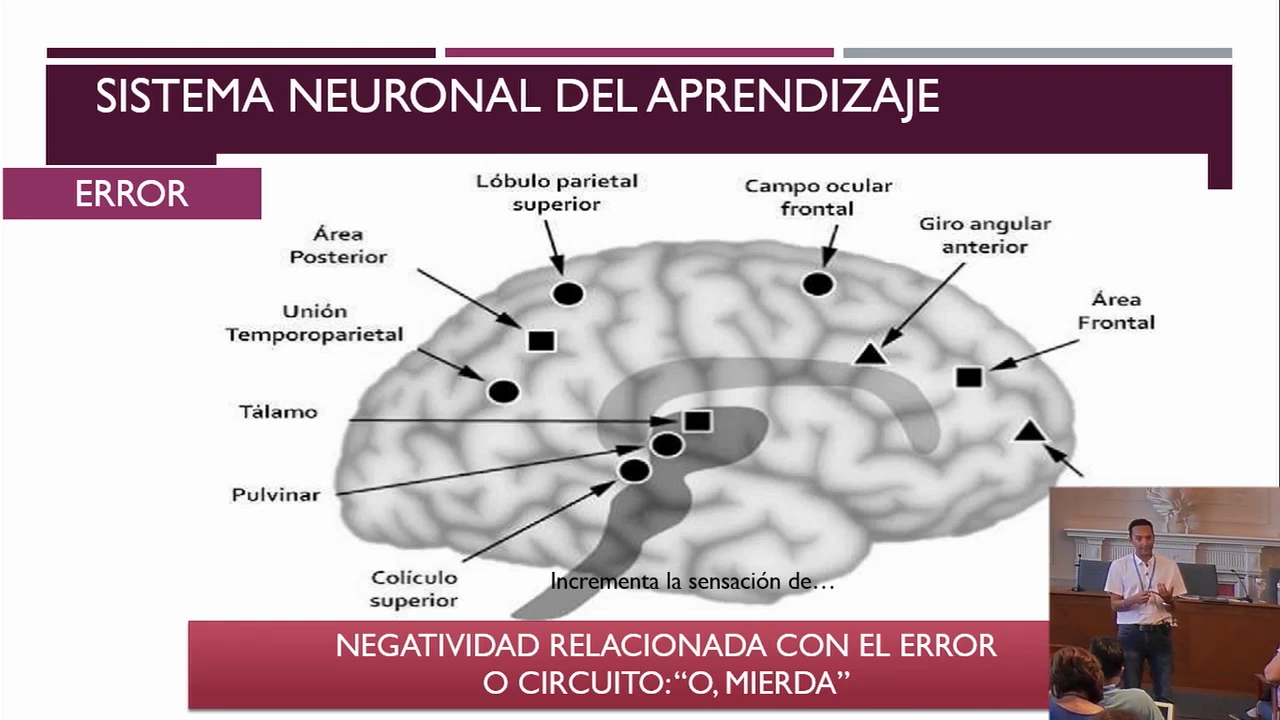 SISTEMA NEURONAL DEL APRENDIZAJE
ERROR
Lóbulo parietal
superior
Campo ocular
frontal
Giro angular
anterior
Área
Posterior
Área
Frontal
Unión
Temporoparietal
Tálamo
Pulvinar
Colículo
superior
Incrementa la sensación de…
NEGATIVIDAD RELACIONADA CON EL ERROR
O CIRCUITO: “O, MIERDA”